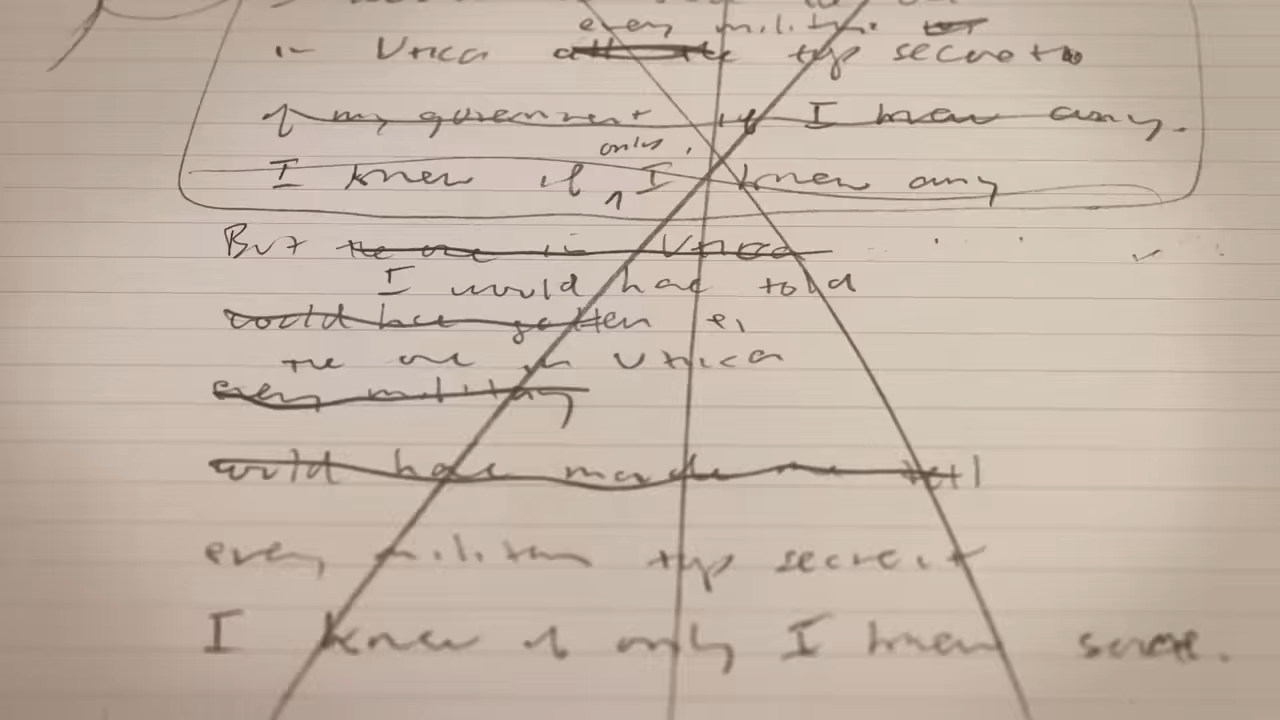 every military
in Utica all the top secrets
of my government if I knew any.
only
I knew if I knew any
But the one in Utica
I would have told
could have gotten
the one in Utica
every military
would have made me tell
every military top secret
I knew if only I knew some.